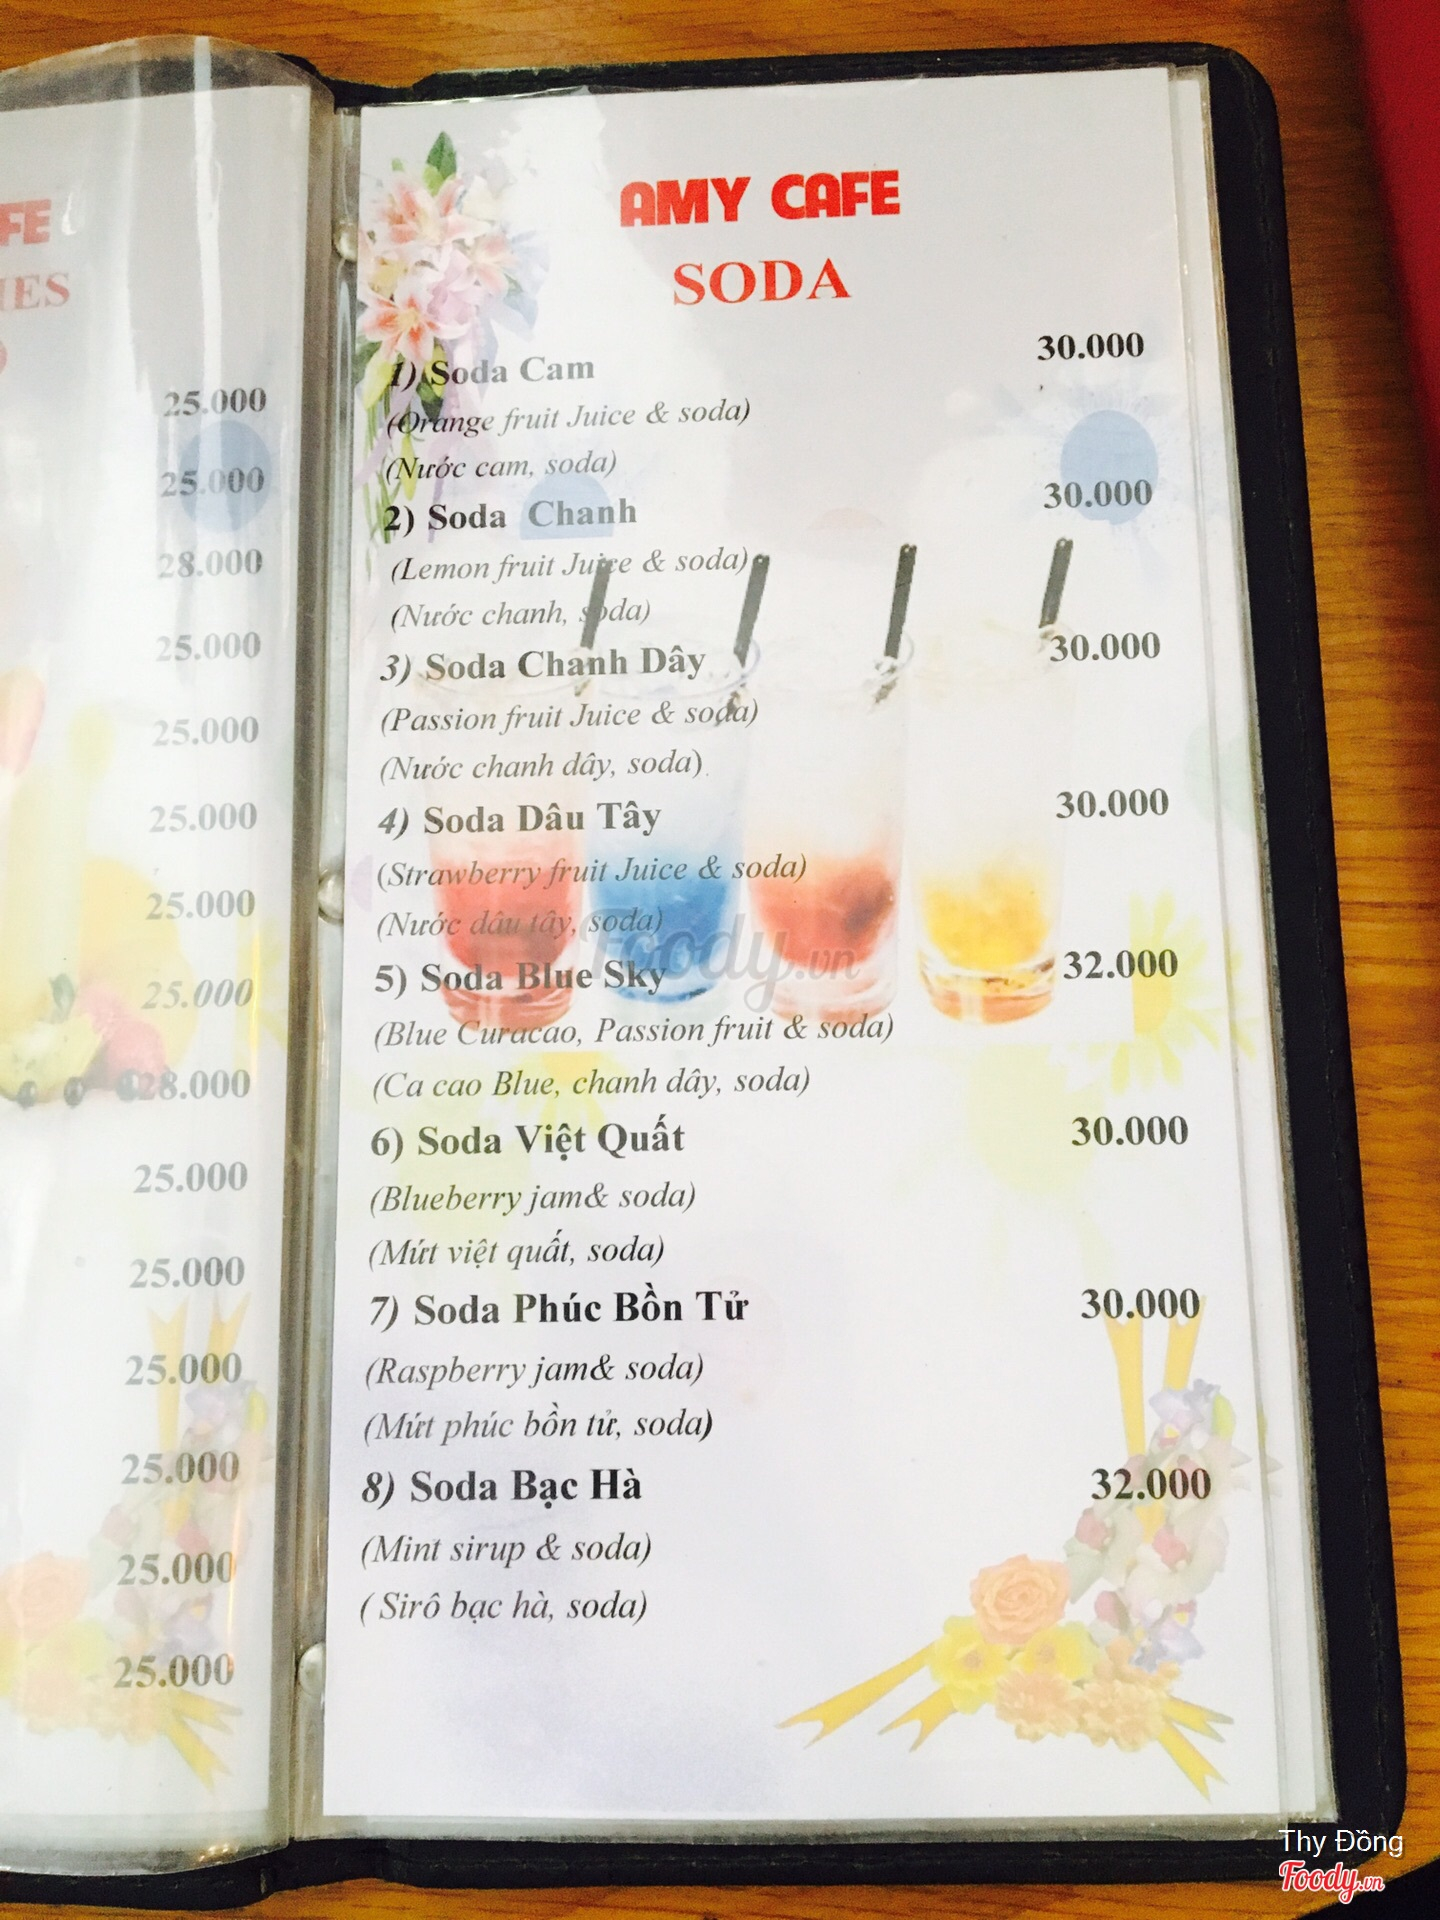 FE
IES
25.000
25.000
28.000
25.000
25.000
25.000
25.000
25.000
28.000
25.000
25.000
25.000
25.000
25.000
25.000
AMY CAFE
SODA
1) Soda Cam 30.000
(Orange fruit Juice & soda)
(Nước cam, soda)
2) Soda Chanh 30.000
(Lemon fruit Juice & soda)
(Nước chanh, soda)
3) Soda Chanh Dây 30.000
(Passion fruit Juice & soda)
(Nước chanh dây, soda)
4) Soda Dâu Tây 30.000
(Strawberry fruit Juice & soda)
(Nước dâu tây, soda)
5) Soda Blue Sky 32.000
(Blue Curacao, Passion fruit & soda)
(Ca cao Blue, chanh dây, soda)
6) Soda Việt Quất 30.000
(Blueberry jam& soda)
(Mứt việt quất, soda)
7) Soda Phúc Bồn Tử 30.000
(Raspberry jam& soda)
(Mứt phúc bồn tử, soda)
8) Soda Bạc Hà 32.000
(Mint sirup & soda)
( Sirô bạc hà, soda)
Foody.vn
Thy Đồng
Foody.vn